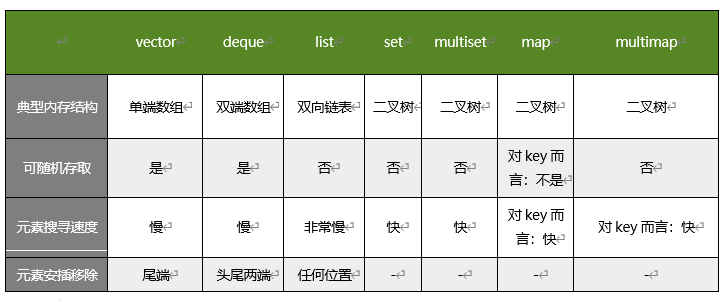 vector deque list set multiset map multimap
典型内存结构 单端数组 双端数组 双向链表 二叉树 二叉树 二叉树 二叉树
可随机存取 是 是 否 否 否 对 key 而言：不是 否
元素搜寻速度 慢 慢 非常慢 快 快 对 key 而言：快 对 key 而言：快
元素安插移除 尾端 头尾两端 任何位置 - - - -